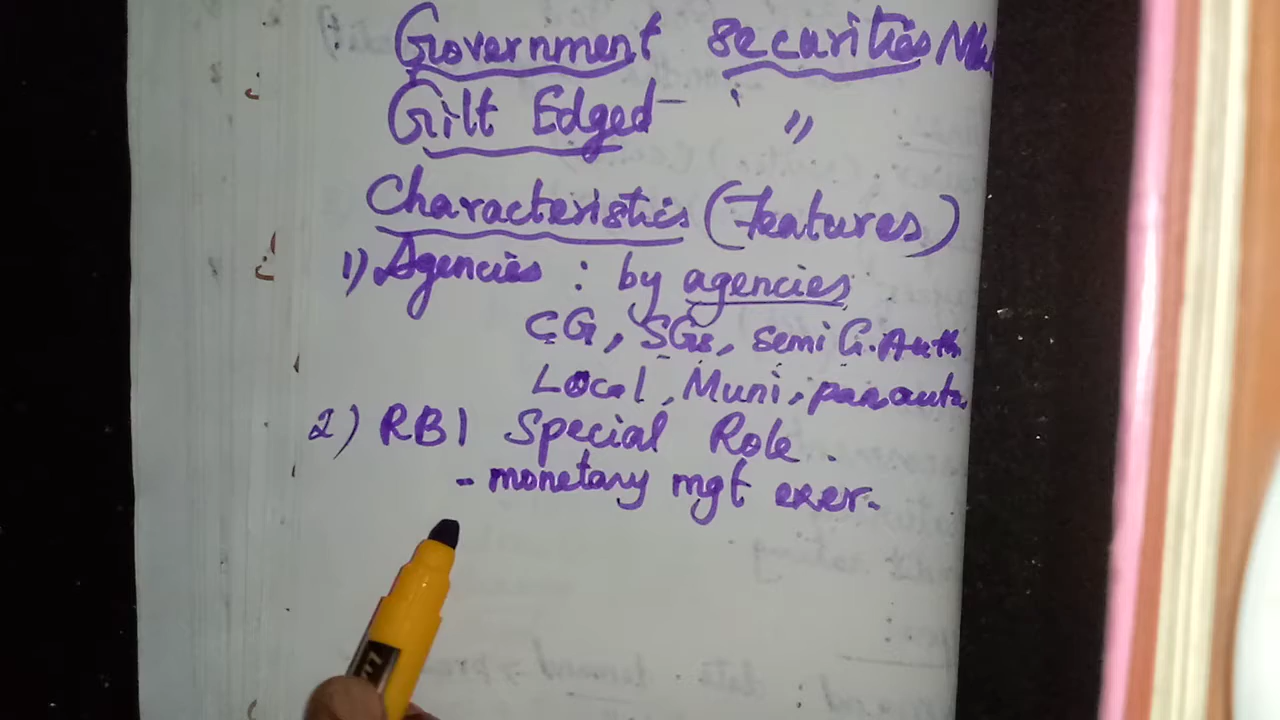 Government Securities
Gilt Edged - "
Characteristics (Features)
1) Agencies : by agencies
CG, SGs, semi G. Auth
Local, Muni,
2) RBI Special Role.
- monetary mgt exer.